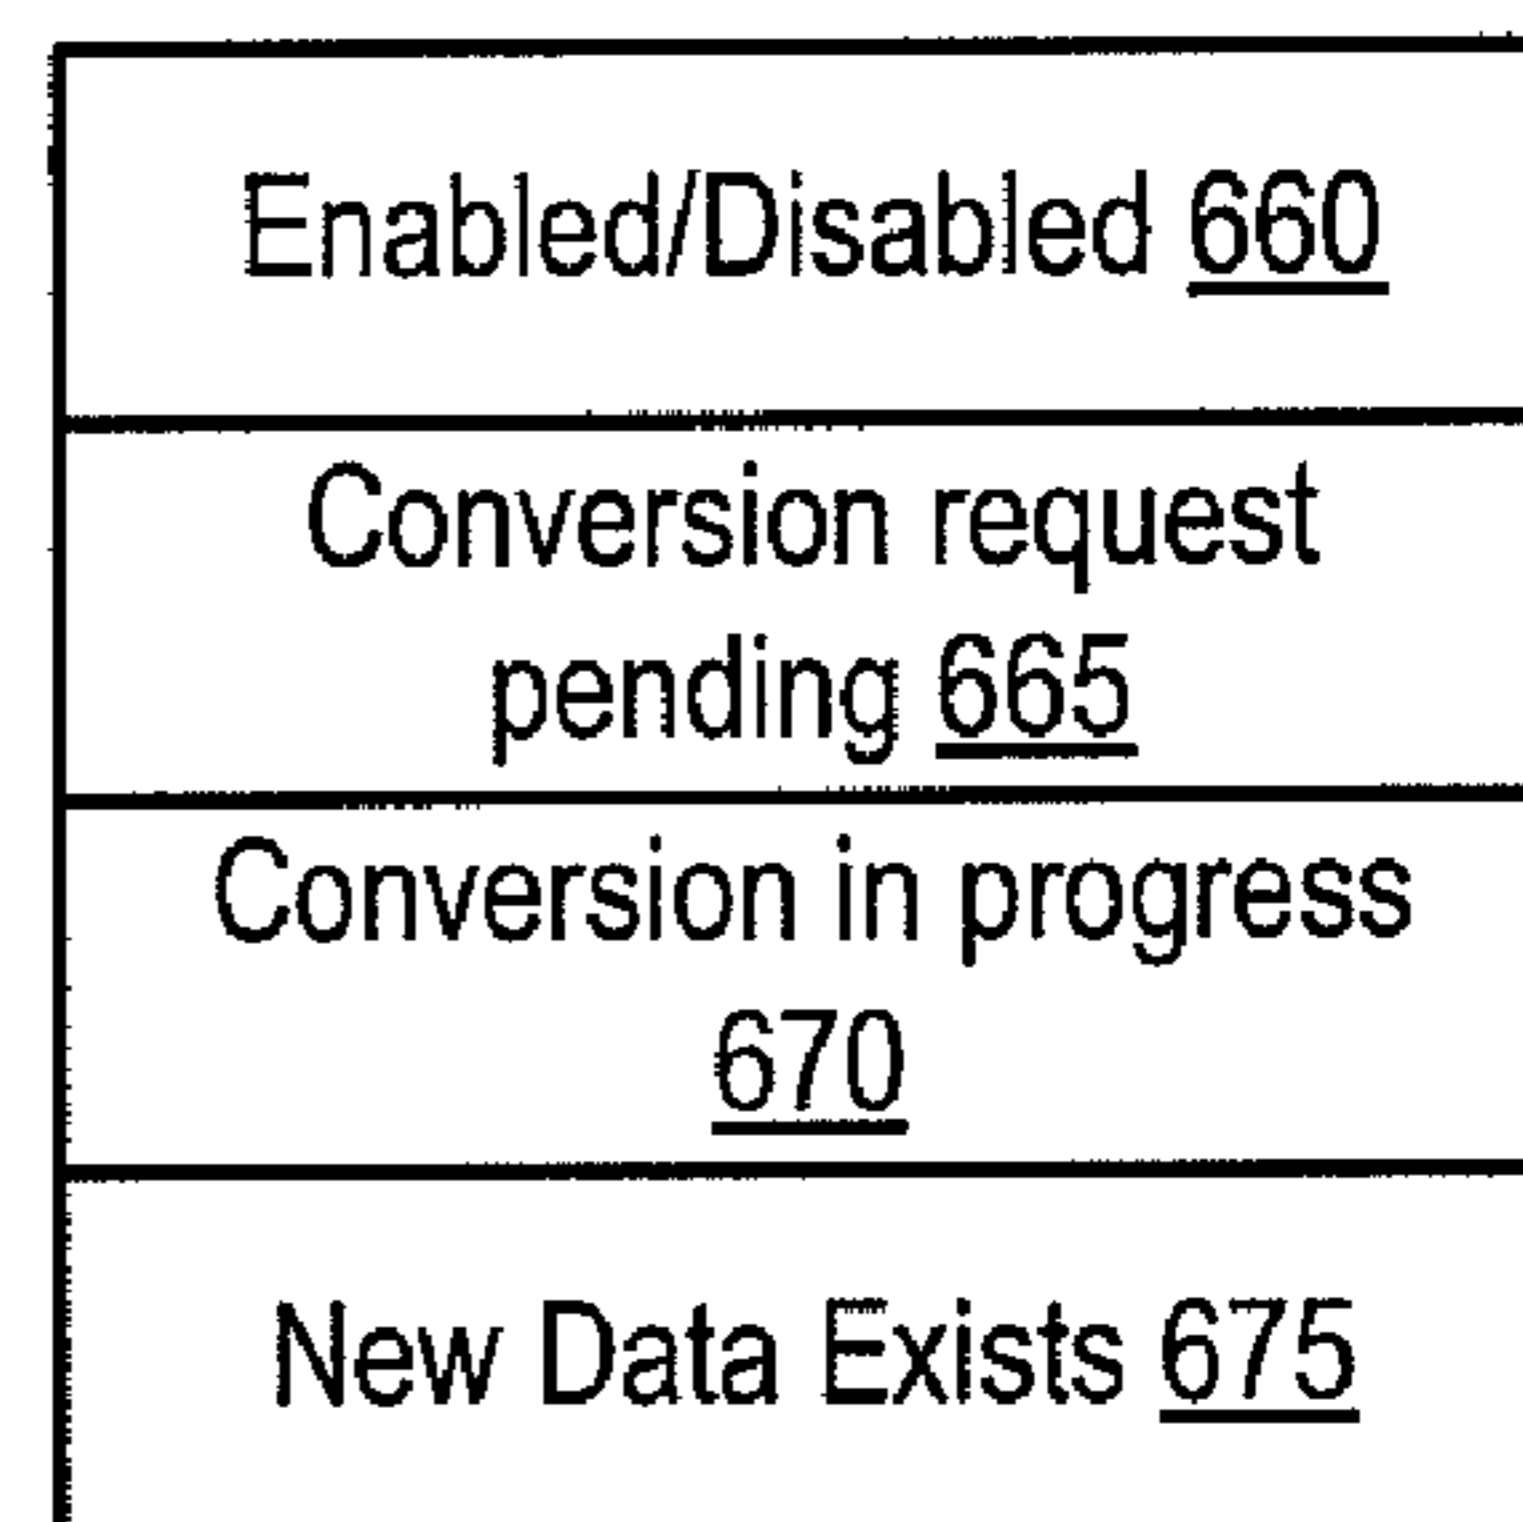 Enabled/Disabled 660
Conversion request
pending 665
Conversion in progress
670
New Data Exists 675